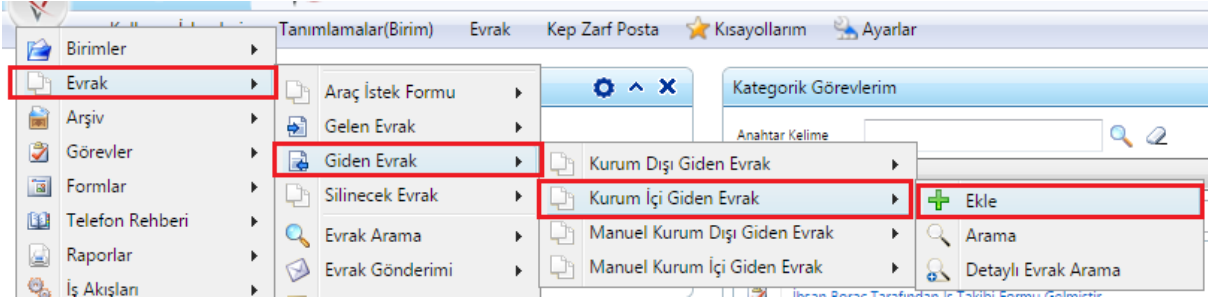 Tanımlamalar(Birim) Evrak Kep Zarf Posta Kısayollarım Ayarlar
Birimler
Evrak
Arşiv
Görevler
Formlar
Telefon Rehberi
Raporlar
İş Akışları
Araç İstek Formu
Gelen Evrak
Giden Evrak
Silinecek Evrak
Evrak Arama
Evrak Gönderimi
Kategorik Görevlerim
Anahtar Kelime
Kurum Dışı Giden Evrak
Kurum İçi Giden Evrak
Manuel Kurum Dışı Giden Evrak
Manuel Kurum İçi Giden Evrak
Ekle
Arama
Detaylı Evrak Arama